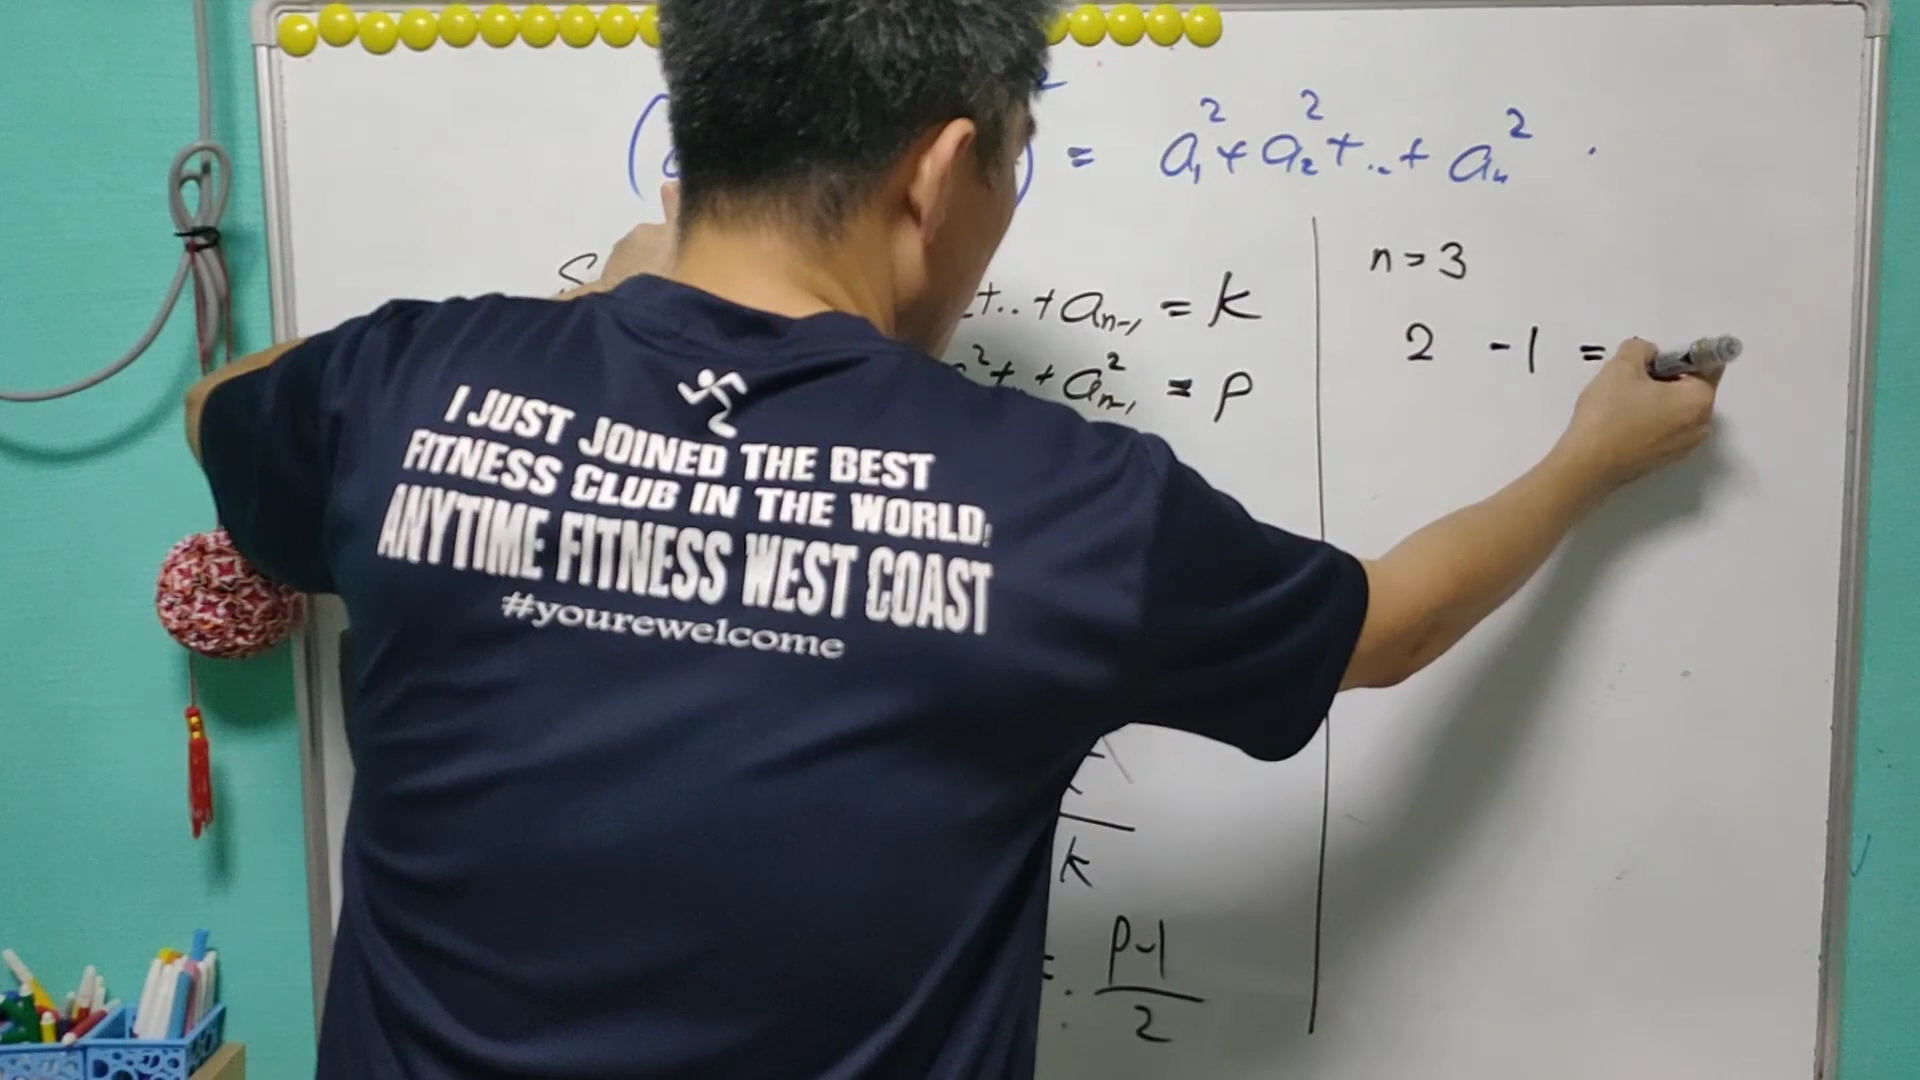 ( )² = a₁² + a₂² + .. + aₙ² .
+ .. + aₙ₋₁ = k
² + .. + aₙ₋₁² = p
k
= . p-1
2
n = 3
2 -1 =
I JUST JOINED THE BEST
FITNESS CLUB IN THE WORLD!
ANYTIME FITNESS WEST COAST
#yourewelcome